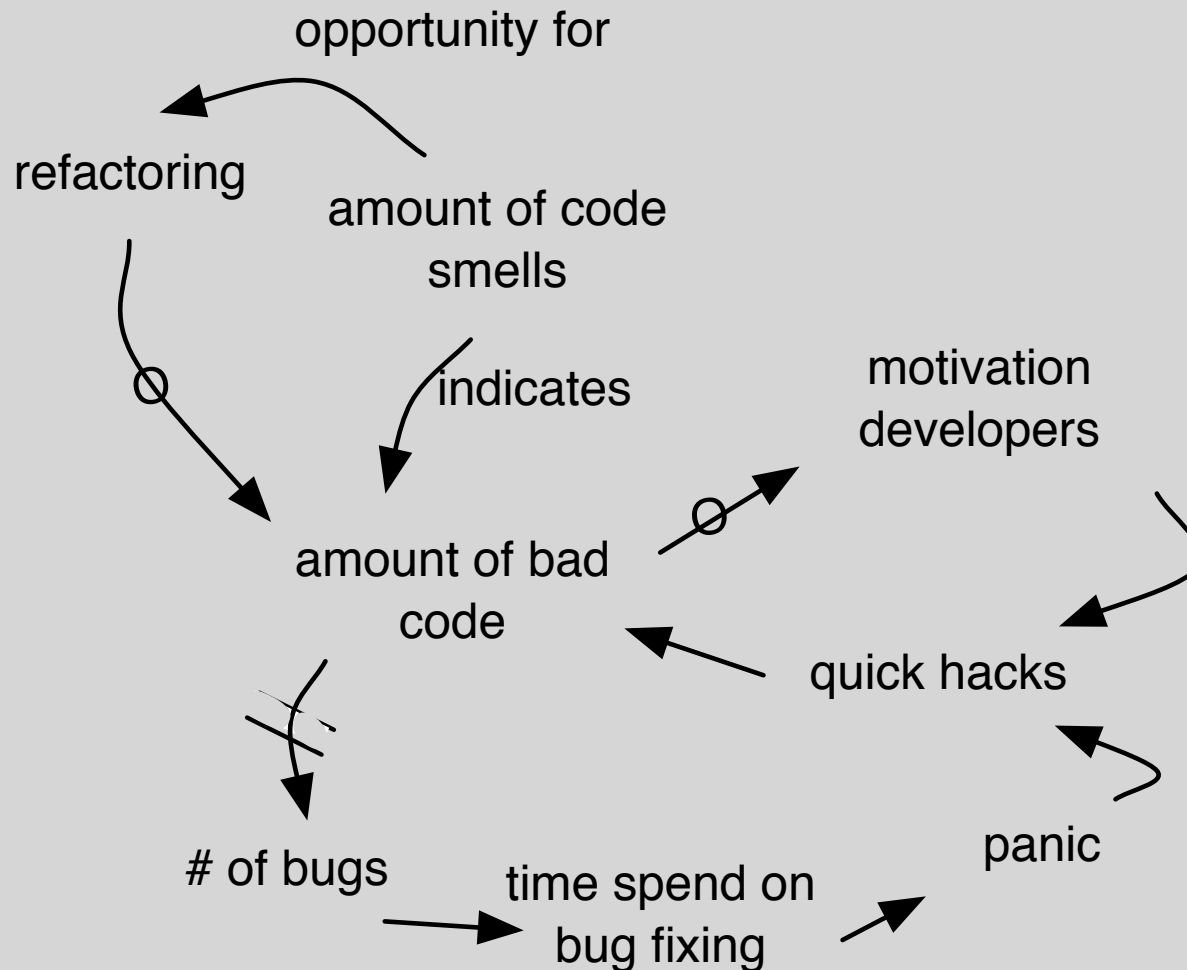 opportunity for
refactoring
amount of code
smells
indicates
motivation
developers
O
O
amount of bad
code
quick hacks
panic
# of bugs
time spend on
bug fixing